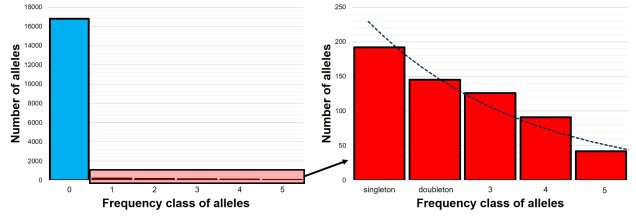 Number of alleles
18000
16000
14000
12000
10000
8000
6000
4000
2000
0
0 1 2 3 4 5
Frequency class of alleles
Number of alleles
250
200
150
100
50
0
singleton doubleton 3 4 5
Frequency class of alleles